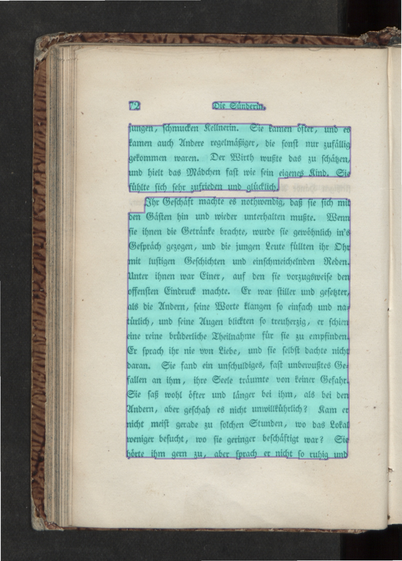 72 Die Sünderin.
jungen, schmucken Kellnerin. Sie kamen öfter, und es
kamen auch Andere regelmäßiger, die sonst nur zufällig
gekommen waren. Der Wirth wußte das zu schätzen,
und hielt das Mädchen fast wie sein eigenes Kind. Sie
fühlte sich sehr zufrieden und glücklich.
Ihr Geschäft machte es nothwendig, daß sie sich mit
den Gästen hin und wieder unterhalten mußte. Wenn
sie ihnen die Getränke brachte, wurde sie gewöhnlich in's
Gespräch gezogen, und die jungen Leute füllten ihr Ohr
mit lustigen Geschichten und einschmeichelnden Reden.
Unter ihnen war Einer, auf den sie vorzugsweise den
offensten Eindruck machte. Er war stiller und gesetzter,
als die Andern, seine Worte klangen so einfach und na-
türlich, und seine Augen blickten so treuherzig, er schien
eine reine brüderliche Theilnahme für sie zu empfinden.
Er sprach ihr nie von Liebe, und sie selbst dachte nicht
daran. Sie fand ein unschuldiges, fast unbewußtes Ge-
fallen an ihm, ihre Seele träumte von keiner Gefahr.
Sie saß wohl öfter und länger bei ihm, als bei den
Andern, aber geschah es nicht unwillkührlich? Kam er
nicht meist gerade zu solchen Stunden, wo das Lokal
weniger besucht, wo sie geringer beschäftigt war? Sie
hörte ihm gern zu, aber sprach er nicht so ruhig und